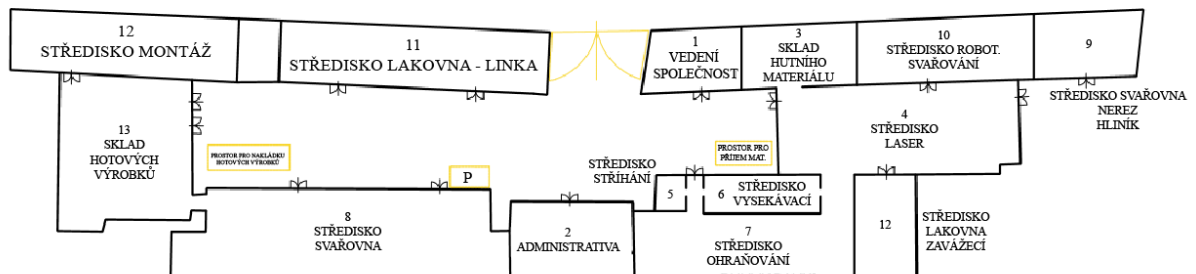 12
STŘEDISKO MONTÁŽ
11
STŘEDISKO LAKOVNA - LINKA
1
VEDENÍ
SPOLEČNOST
3
SKLAD
HUTNÍHO
MATERIÁLU
10
STŘEDISKO ROBOT.
SVAŘOVÁNÍ
9
STŘEDISKO SVAŘOVNA
NEREZ
HLINÍK
13
SKLAD
HOTOVÝCH
VÝROBKŮ
PROSTOR PRO NAKLÁDKU
HOTOVÝCH VÝROBKŮ
P
STŘEDISKO
STŘÍHÁNÍ
PROSTOR PRO
PŘÍJEM MAT.
4
STŘEDISKO
LASER
5
6
STŘEDISKO
VYSEKÁVACÍ
8
STŘEDISKO
SVAŘOVNA
2
ADMINISTRATIVA
7
STŘEDISKO
OHRAŇOVÁNÍ
12
STŘEDISKO
LAKOVNA
ZAVÁŽECÍ